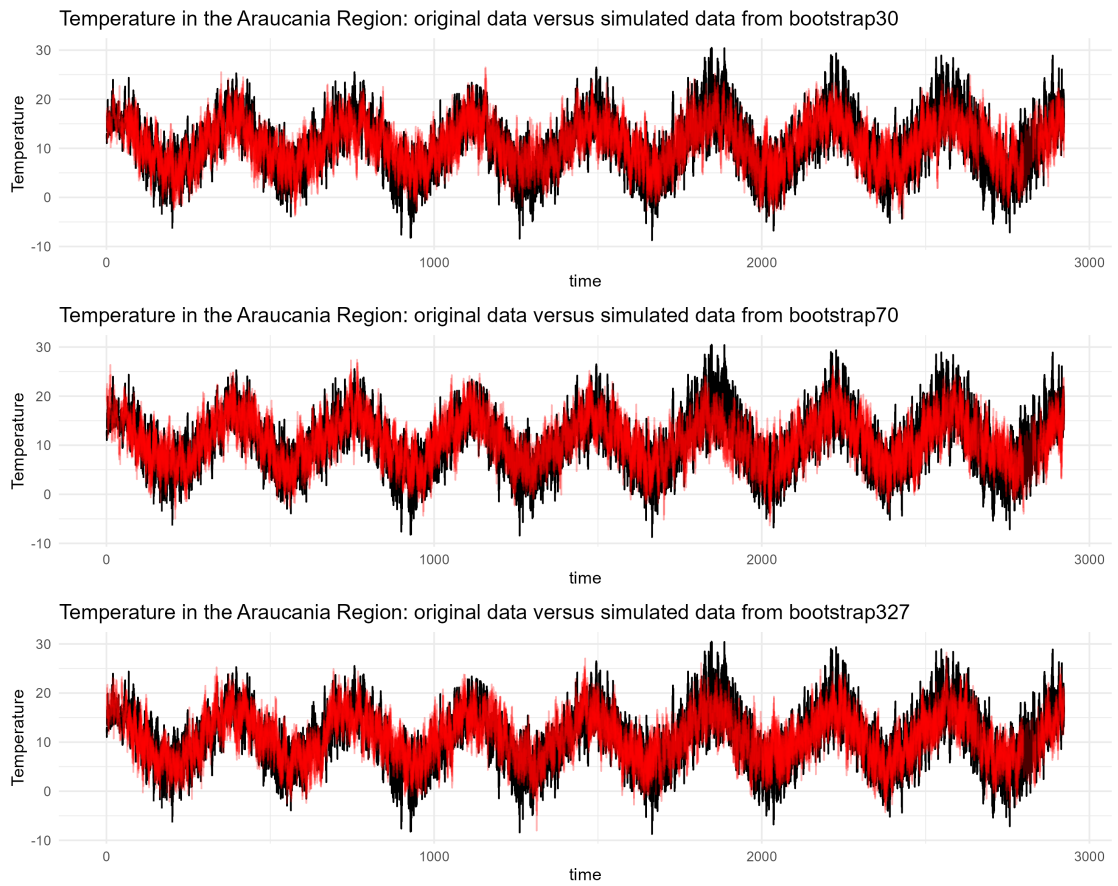 Temperature in the Araucania Region: original data versus simulated data from bootstrap30
30
20
10
0
-10
Temperature
0 1000 2000 3000
time
Temperature in the Araucania Region: original data versus simulated data from bootstrap70
30
20
10
0
-10
Temperature
0 1000 2000 3000
time
Temperature in the Araucania Region: original data versus simulated data from bootstrap327
30
20
10
0
-10
Temperature
0 1000 2000 3000
time